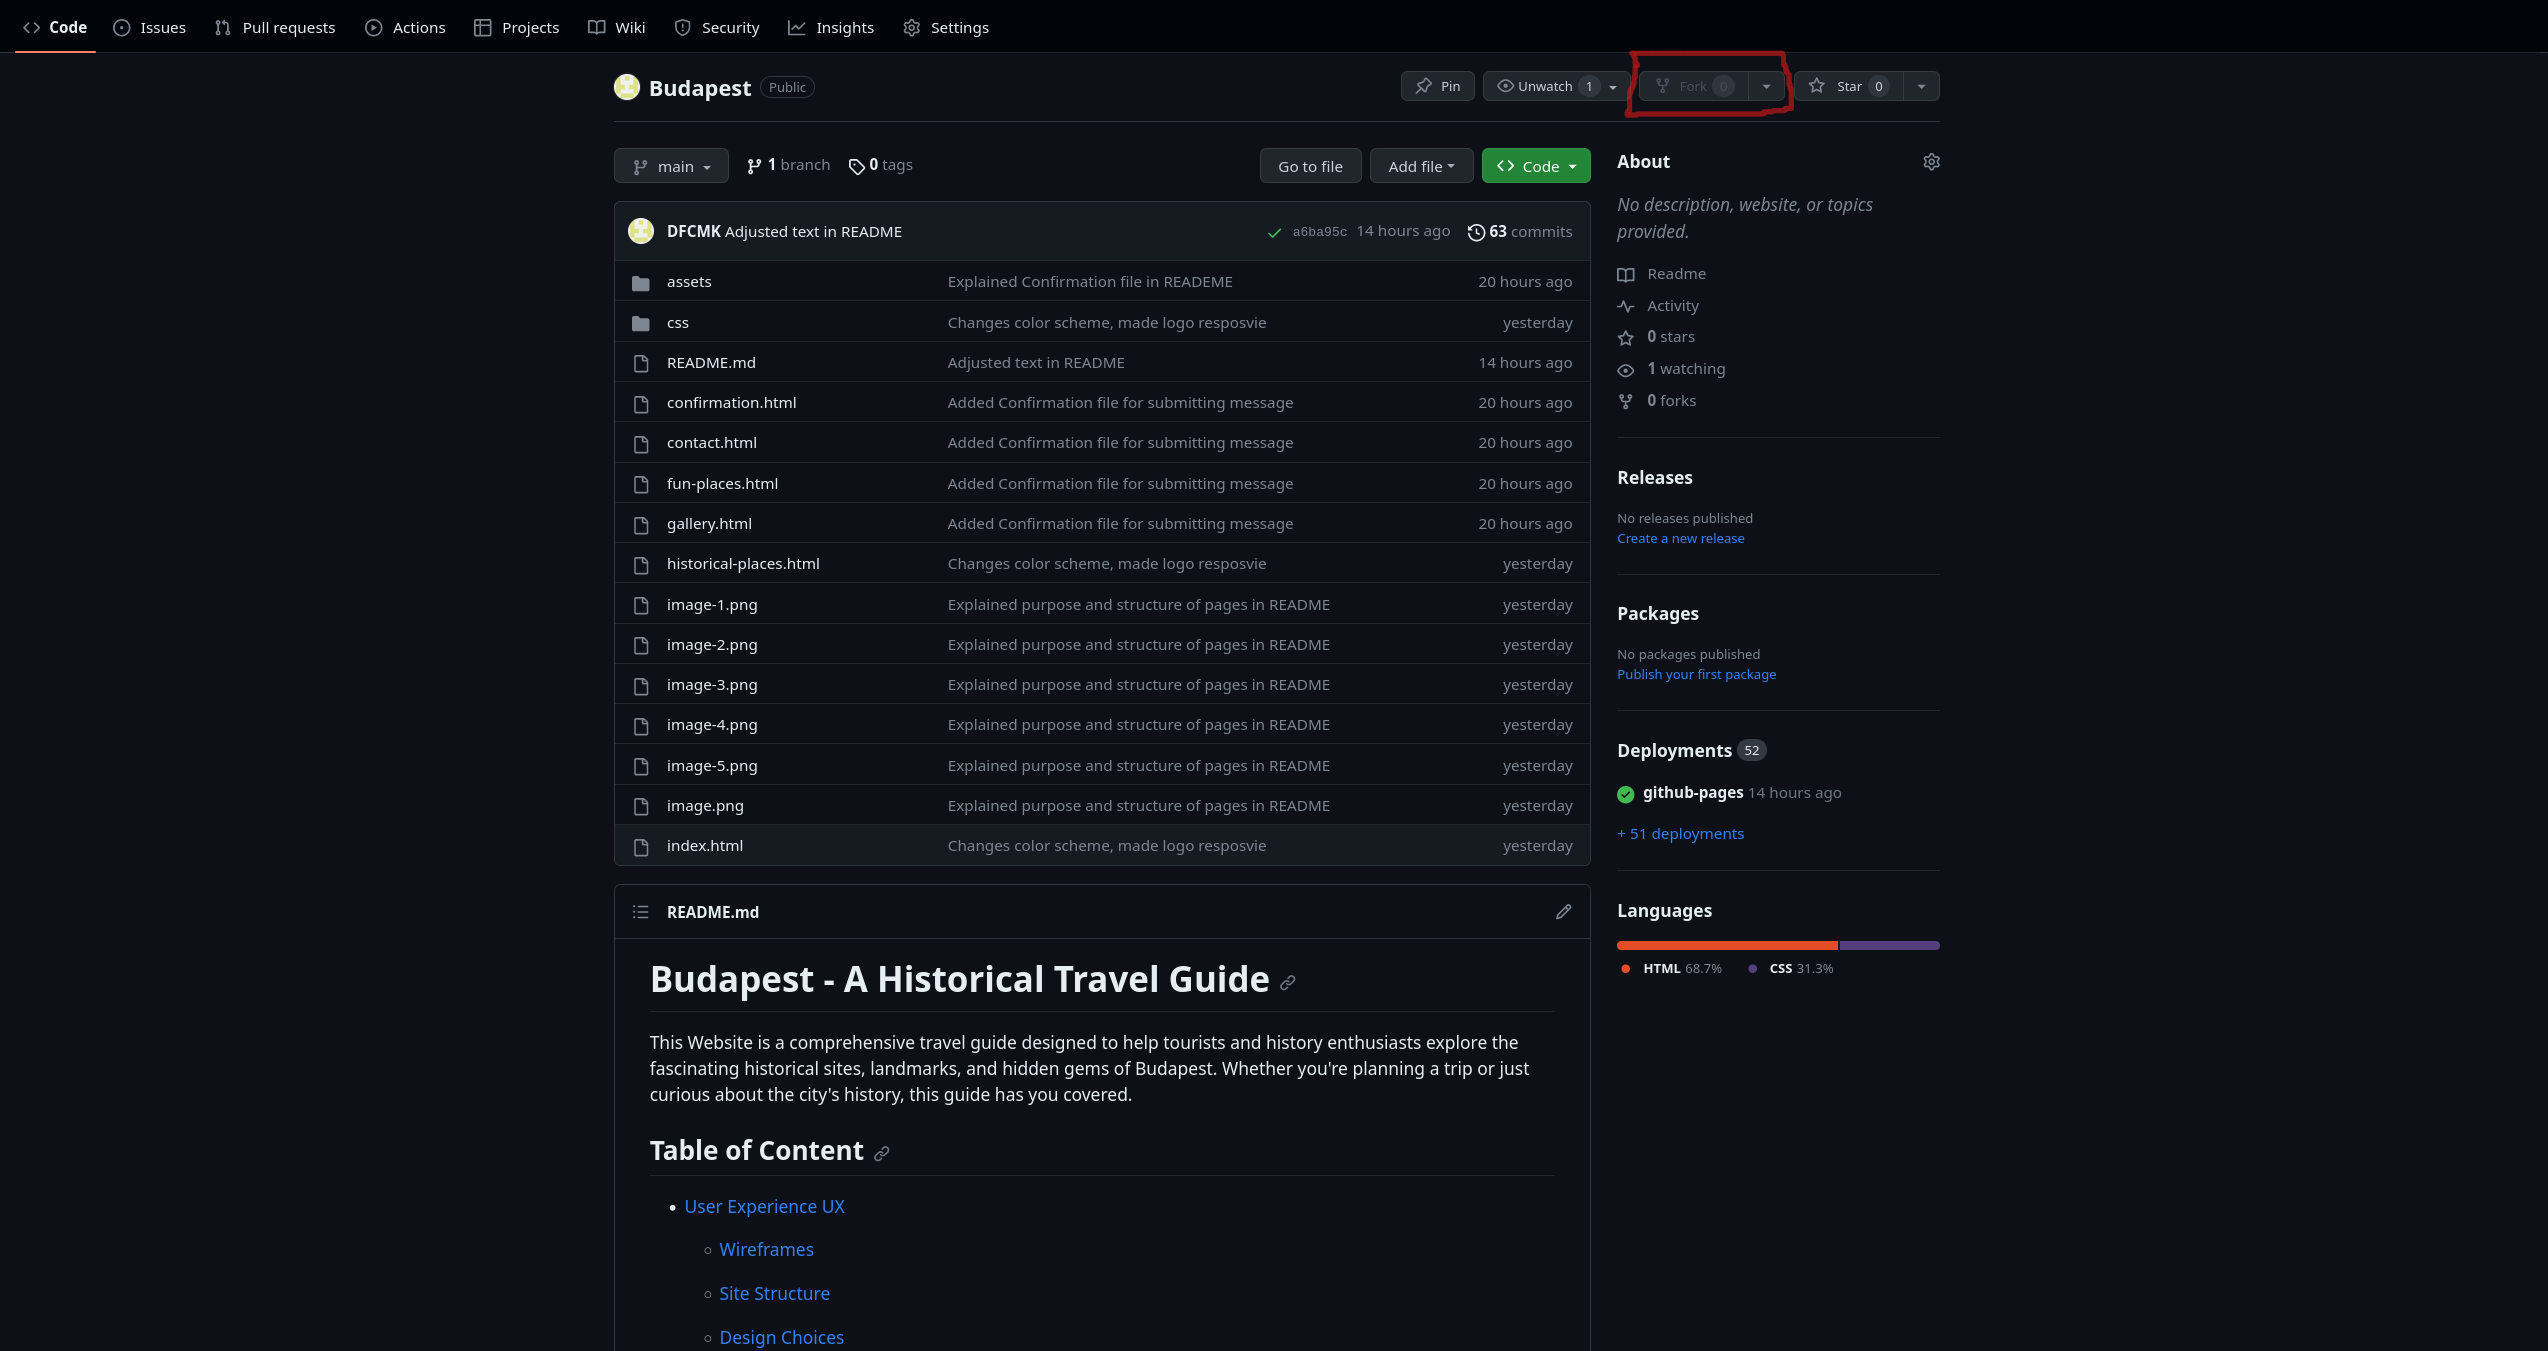 Code Issues Pull requests Actions Projects Wiki Security Insights Settings
Budapest Public Pin Unwatch 1 Fork 0 Star 0
main 1 branch 0 tags Go to file Add file Code
DFCMK Adjusted text in README a6ba95c 14 hours ago 63 commits
assets Explained Confirmation file in READEME 20 hours ago
css Changes color scheme, made logo resposvie yesterday
README.md Adjusted text in README 14 hours ago
confirmation.html Added Confirmation file for submitting message 20 hours ago
contact.html Added Confirmation file for submitting message 20 hours ago
fun-places.html Added Confirmation file for submitting message 20 hours ago
gallery.html Added Confirmation file for submitting message 20 hours ago
historical-places.html Changes color scheme, made logo resposvie yesterday
image-1.png Explained purpose and structure of pages in README yesterday
image-2.png Explained purpose and structure of pages in README yesterday
image-3.png Explained purpose and structure of pages in README yesterday
image-4.png Explained purpose and structure of pages in README yesterday
image-5.png Explained purpose and structure of pages in README yesterday
image.png Explained purpose and structure of pages in README yesterday
index.html Changes color scheme, made logo resposvie yesterday
README.md
Budapest - A Historical Travel Guide
This Website is a comprehensive travel guide designed to help tourists and history enthusiasts explore the
fascinating historical sites, landmarks, and hidden gems of Budapest. Whether you're planning a trip or just
curious about the city's history, this guide has you covered.
Table of Content
• User Experience UX
○ Wireframes
○ Site Structure
○ Design Choices
About
No description, website, or topics
provided.
Readme
Activity
0 stars
1 watching
0 forks
Releases
No releases published
Create a new release
Packages
No packages published
Publish your first package
Deployments 52
github-pages 14 hours ago
+ 51 deployments
Languages
HTML 68.7% CSS 31.3%